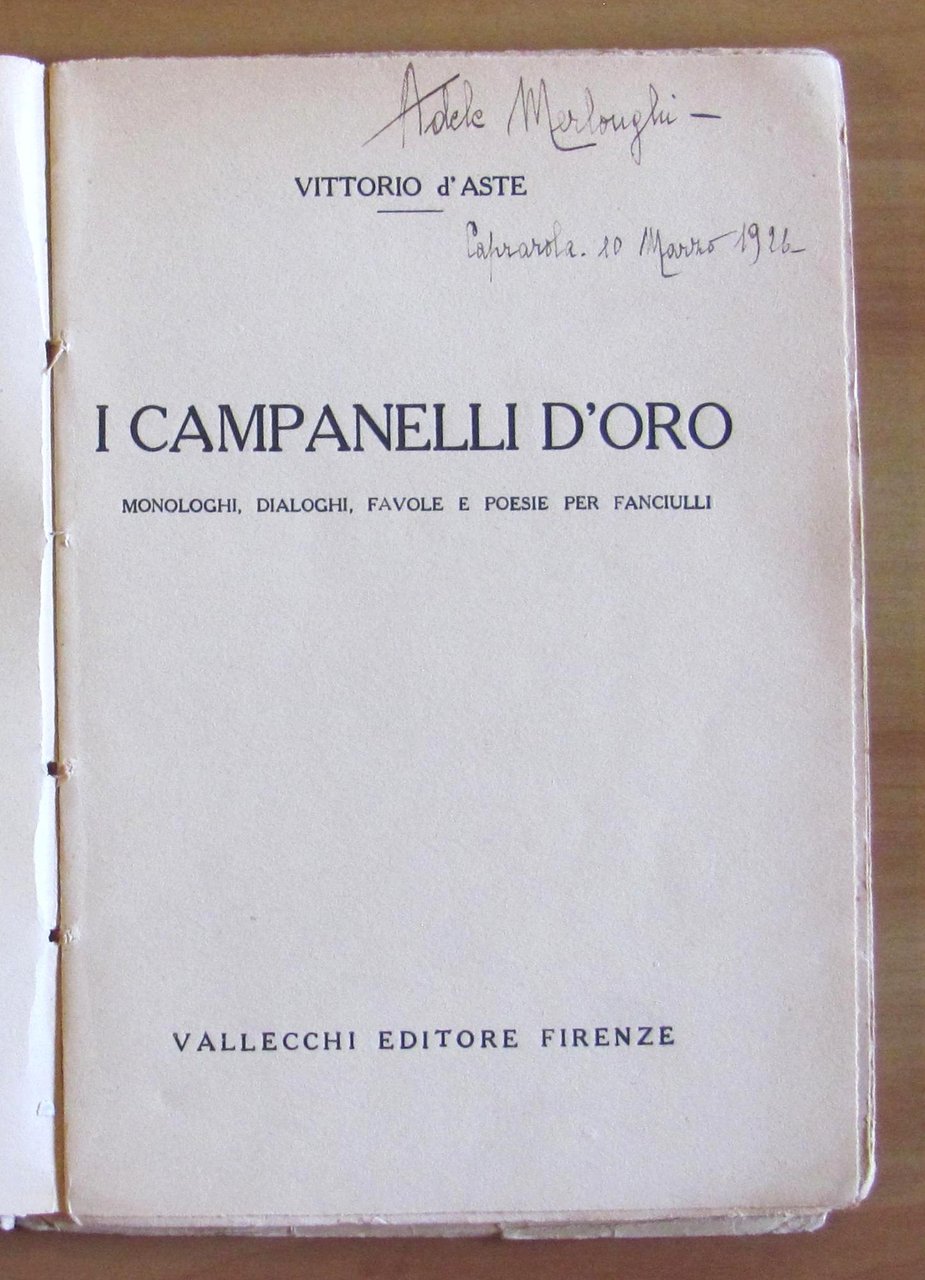 Adele Merlonghi –
VITTORIO d'ASTE
Caprarola. 10 Marzo 1926
I CAMPANELLI D'ORO
MONOLOGHI, DIALOGHI, FAVOLE E POESIE PER FANCIULLI
VALLECCHI EDITORE FIRENZE